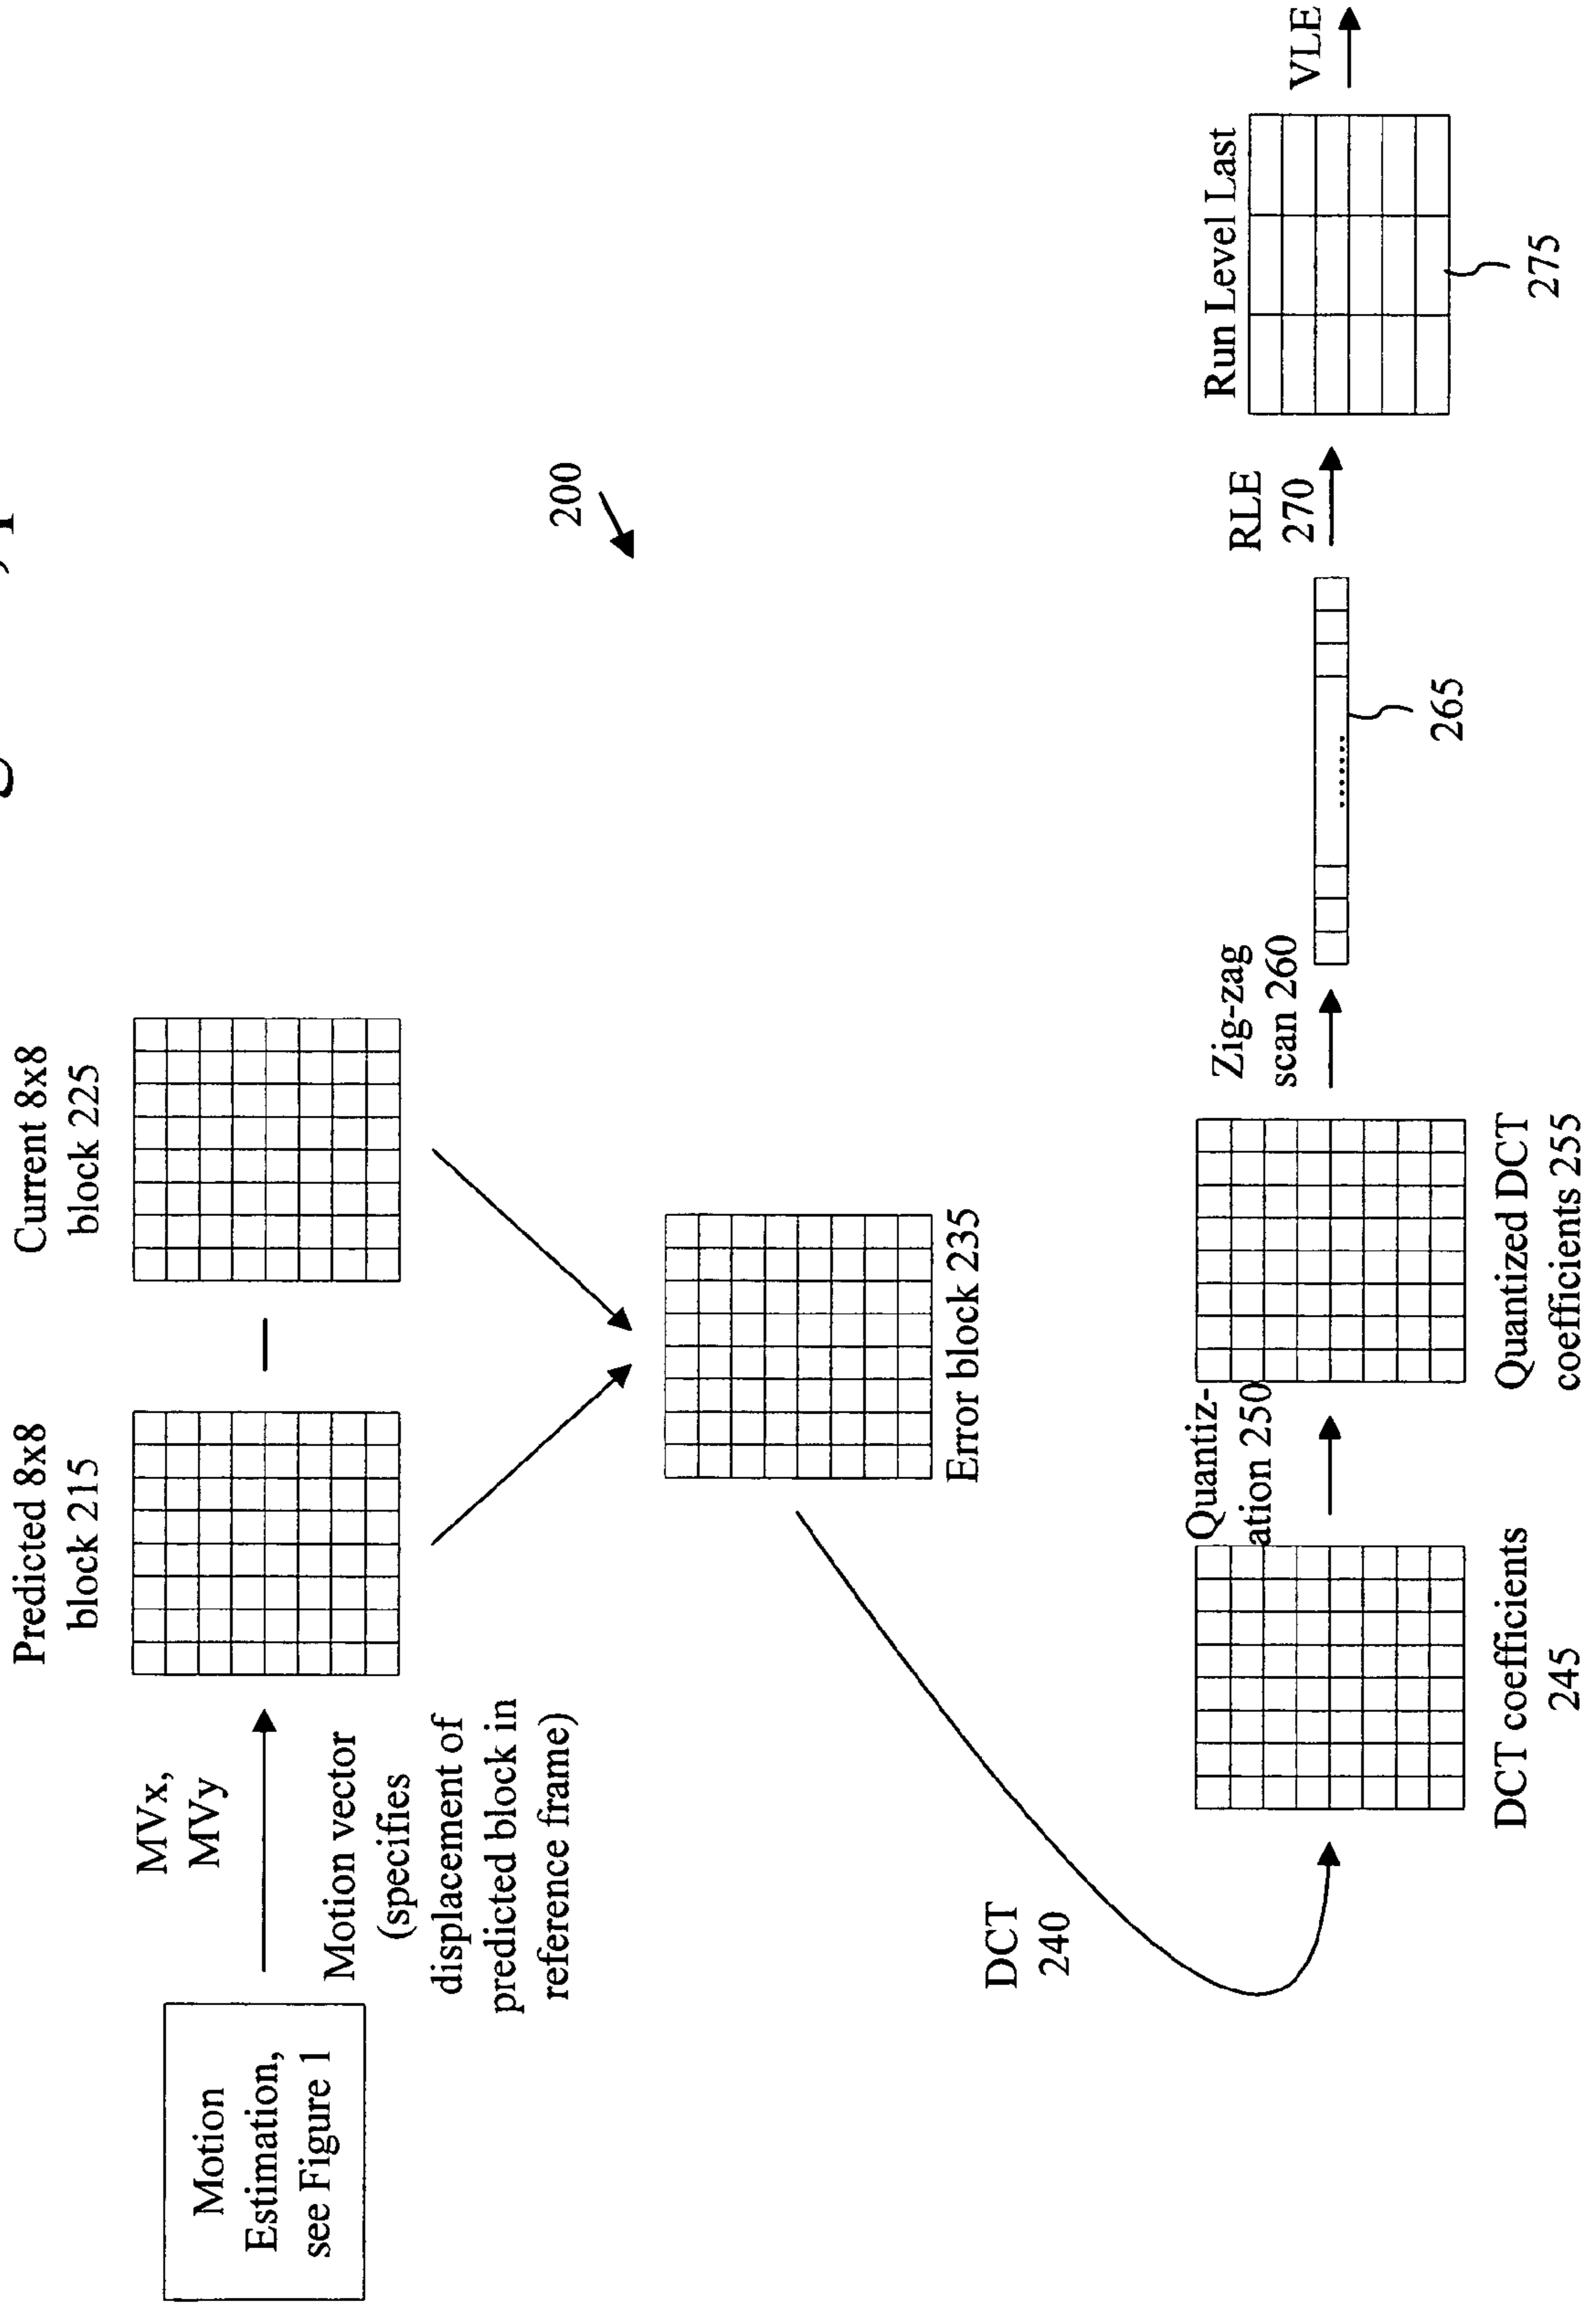 Motion
Estimation,
see Figure 1
MVx,
MVy
Motion vector
(specifies
displacement of
predicted block in
reference frame)
Predicted 8x8
block 215
Current 8x8
block 225
200
Error block 235
DCT
240
DCT coefficients
245
Quantiz-
ation 250
Quantized DCT
coefficients 255
Zig-zag
scan 260
.......
265
RLE
270
Run Level Last
275
VLE